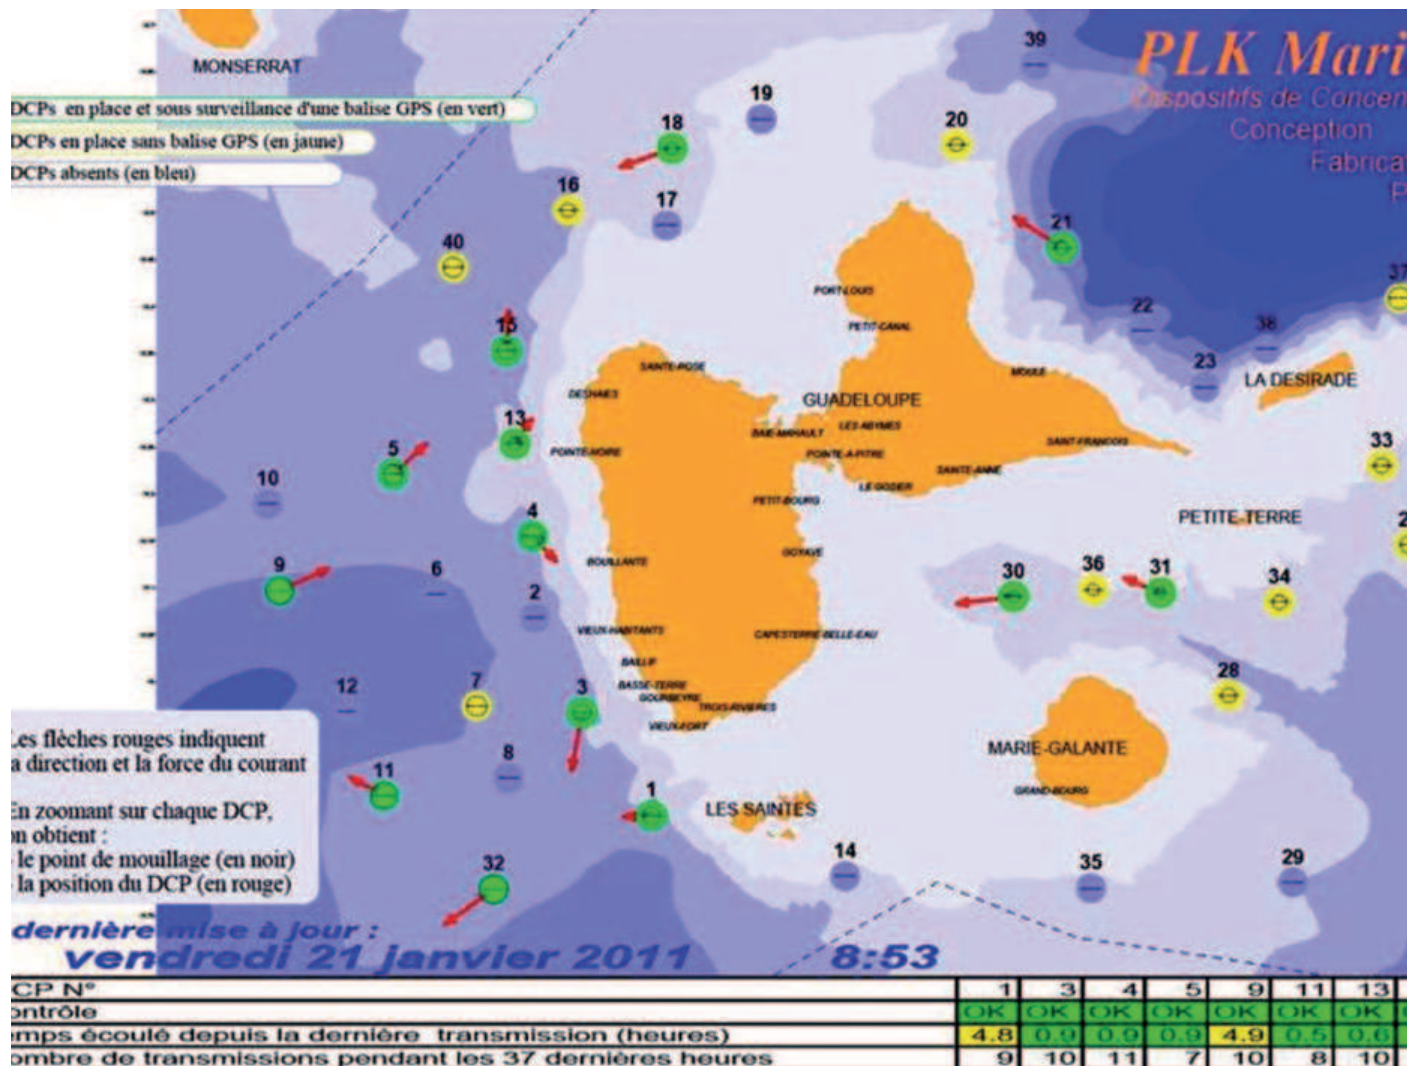 MONSERRAT
PLK Mari
Dispositifs de Concen
Conception
Fabrica
P
DCPs en place et sous surveillance d'une balise GPS (en vert)
DCPs en place sans balise GPS (en jaune)
DCPs absents (en bleu)
39
19
18
20
16
17
21
40
37
15
22
38
23
13
5
10
33
4
9
6
2
30
36
31
34
12
7
3
28
8
11
1
32
14
35
29
PORT-LOUIS
PETIT-CANAL
SAINTE-ROSE
MOULE
LA DESIRADE
DESHAIES
GUADELOUPE
LES ABYMES
BAIE-MAHAULT
SAINT-FRANCOIS
POINTE-NOIRE
POINTE-A-PITRE
SAINTE-ANNE
LE GOSIER
PETIT-BOURG
PETITE-TERRE
GOYAVE
BOUILLANTE
VIEUX-HABITANTS
CAPESTERRE-BELLE-EAU
BAILLIF
BASSE-TERRE
GOURBEYRE
TROIS-RIVIERES
VIEUX-FORT
MARIE-GALANTE
GRAND-BOURG
LES SAINTES
Les flèches rouges indiquent
a direction et la force du courant
En zoomant sur chaque DCP,
on obtient :
le point de mouillage (en noir)
la position du DCP (en rouge)
dernière mise à jour :
vendredi 21 janvier 2011 8:53
CP N° 1 3 4 5 9 11 13
ontrôle OK OK OK OK OK OK OK
emps écoulé depuis la dernière transmission (heures) 4.8 0.9 0.9 0.9 4.9 0.5 0.6
ombre de transmissions pendant les 37 dernières heures 9 10 11 7 10 8 10